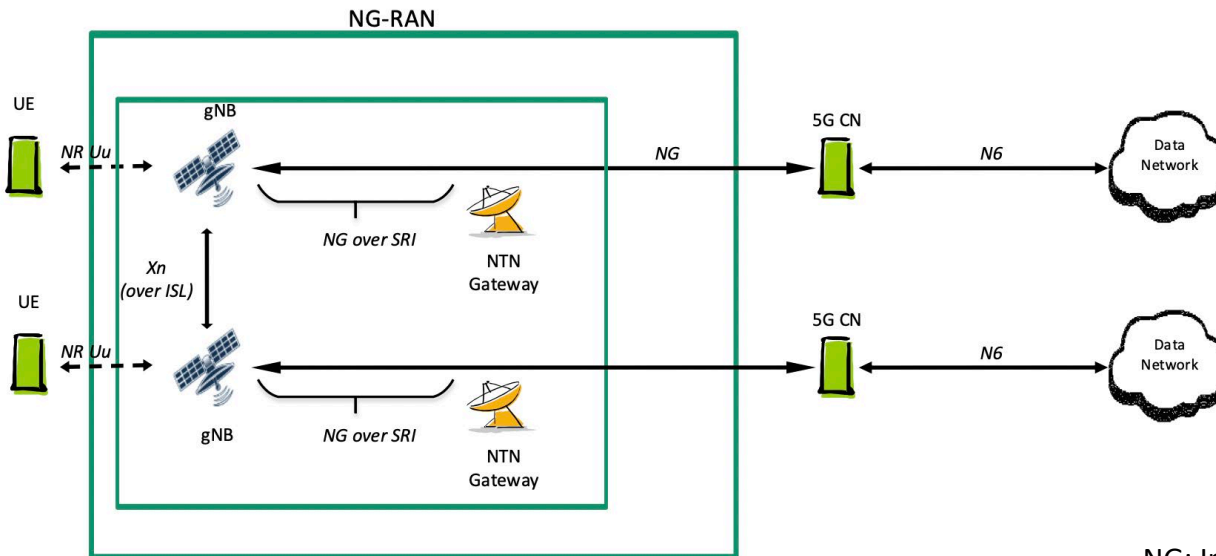 NG-RAN
UE
gNB
5G CN
NR Uu
NG
N6
Data
Network
NG over SRI
NTN
Gateway
Xn
(over ISL)
UE
5G CN
NR Uu
N6
Data
Network
gNB
NG over SRI
NTN
Gateway